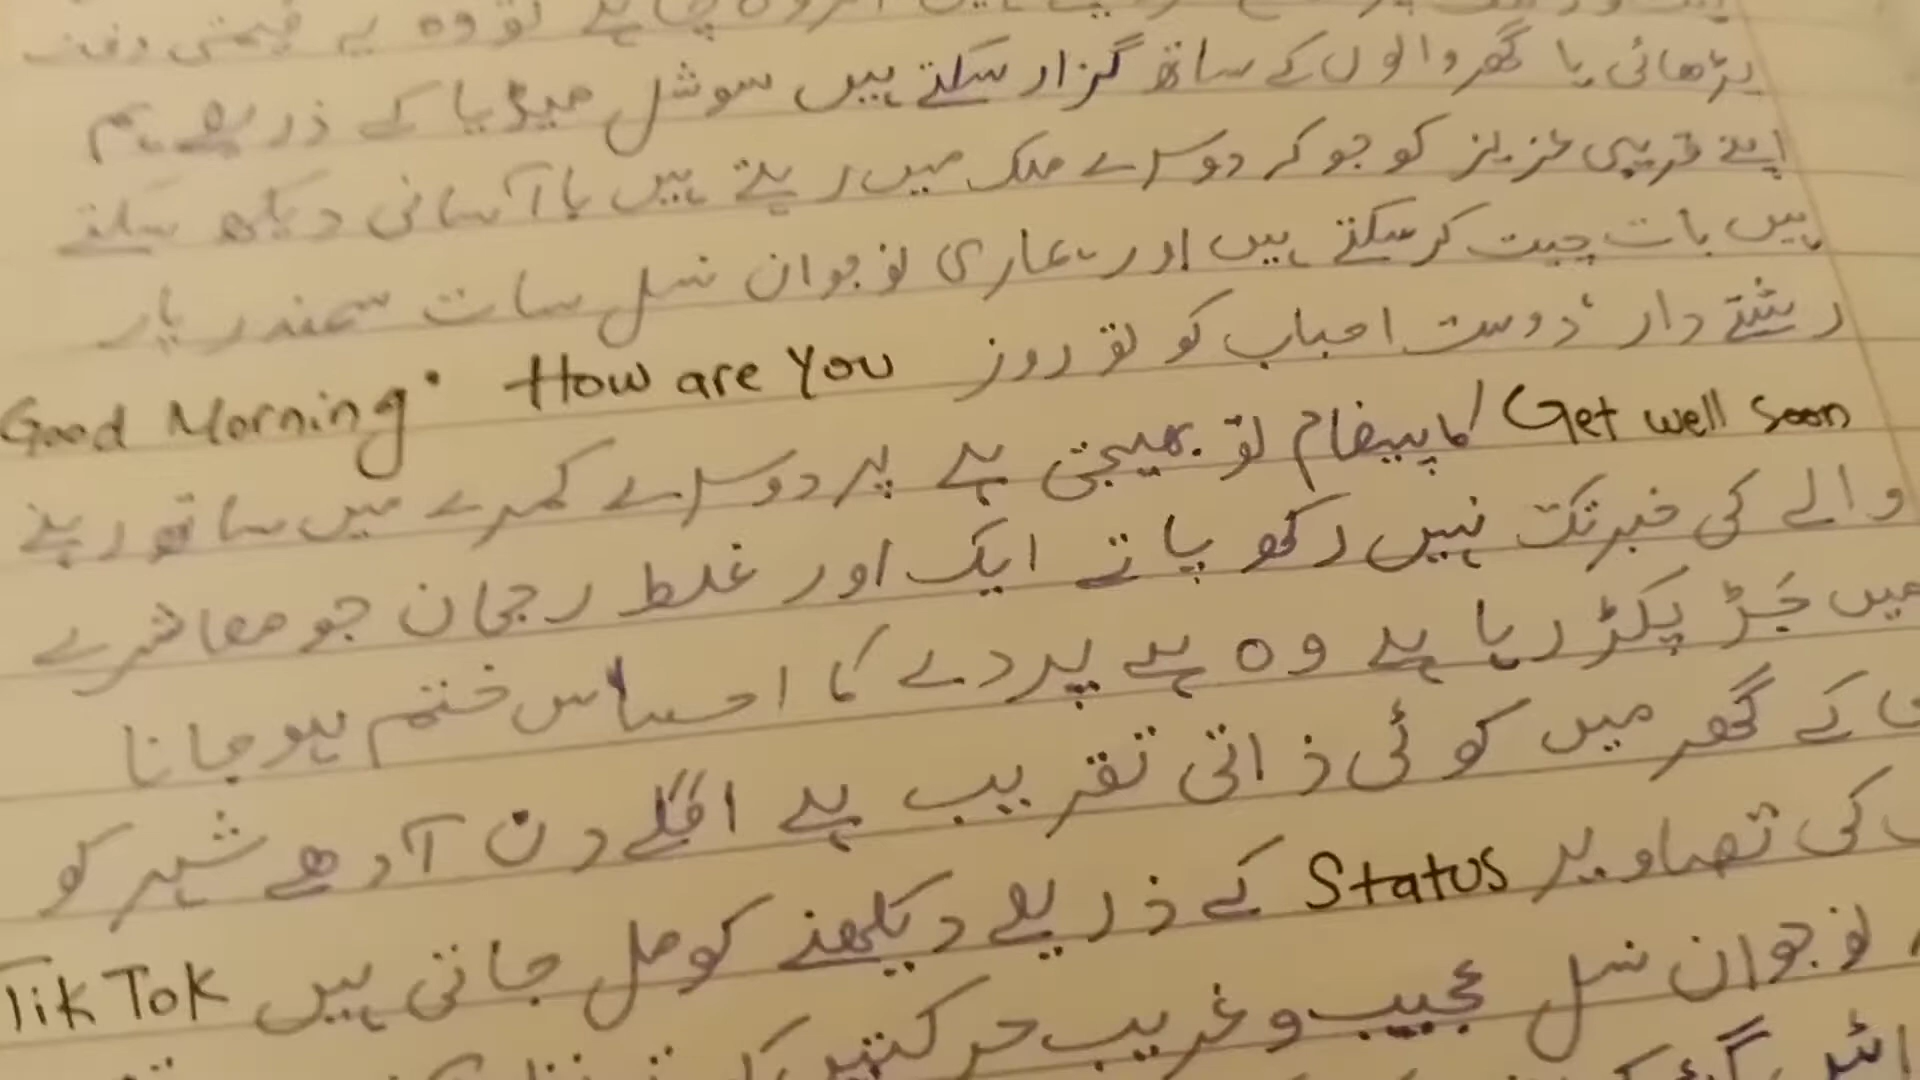 تو وہ یہ قیمتی وقت
پڑھائی یا گھر والوں کے ساتھ گزار سکتے ہیں سوشل میڈیا کے ذریعے ہم
اپنے قریبی عزیز کو جو کہ دوسرے ملک میں رہتے ہیں باآسانی دیکھ سکتے
ہیں بات چیت کر سکتے ہیں اور ہماری نوجوان نسل سات سمندر پار
رشتے دار، دوست احباب کو تو روز How are You Good Morning
Get well soon کا پیغام تو بھیجتی ہے پر دوسرے کمرے میں ساتھ رہنے
والے کی خبر تک نہیں رکھ پاتے ایک اور غلط رجحان جو معاشرے
میں جَڑ پکڑ رہا ہے وہ ہے پردے کا احساس ختم ہو جانا
کے گھر میں کوئی ذاتی تقریب ہے اگلے دن آدھے شہر کو
کی تصاویر Status کے ذریعے دیکھنے کو مل جاتی ہیں TikTok
نوجوان نسل عجیب و غریب حرکتیں